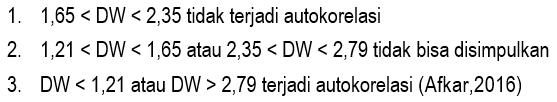 1. 1,65 < DW < 2,35 tidak terjadi autokorelasi
2. 1,21 < DW < 1,65 atau 2,35 < DW < 2,79 tidak bisa disimpulkan
3. DW < 1,21 atau DW > 2,79 terjadi autokorelasi (Afkar,2016)